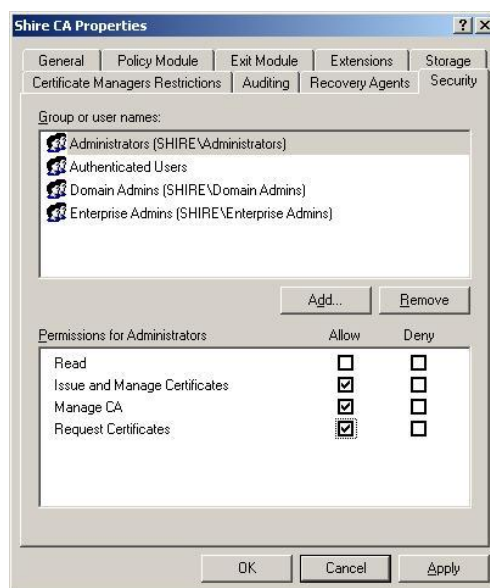 Shire CA Properties
General Policy Module Exit Module Extensions Storage
Certificate Managers Restrictions Auditing Recovery Agents Security
Group or user names:
Administrators (SHIRE\Administrators)
Authenticated Users
Domain Admins (SHIRE\Domain Admins)
Enterprise Admins (SHIRE\Enterprise Admins)
Add... Remove
Permissions for Administrators Allow Deny
Read
Issue and Manage Certificates
Manage CA
Request Certificates
OK Cancel Apply